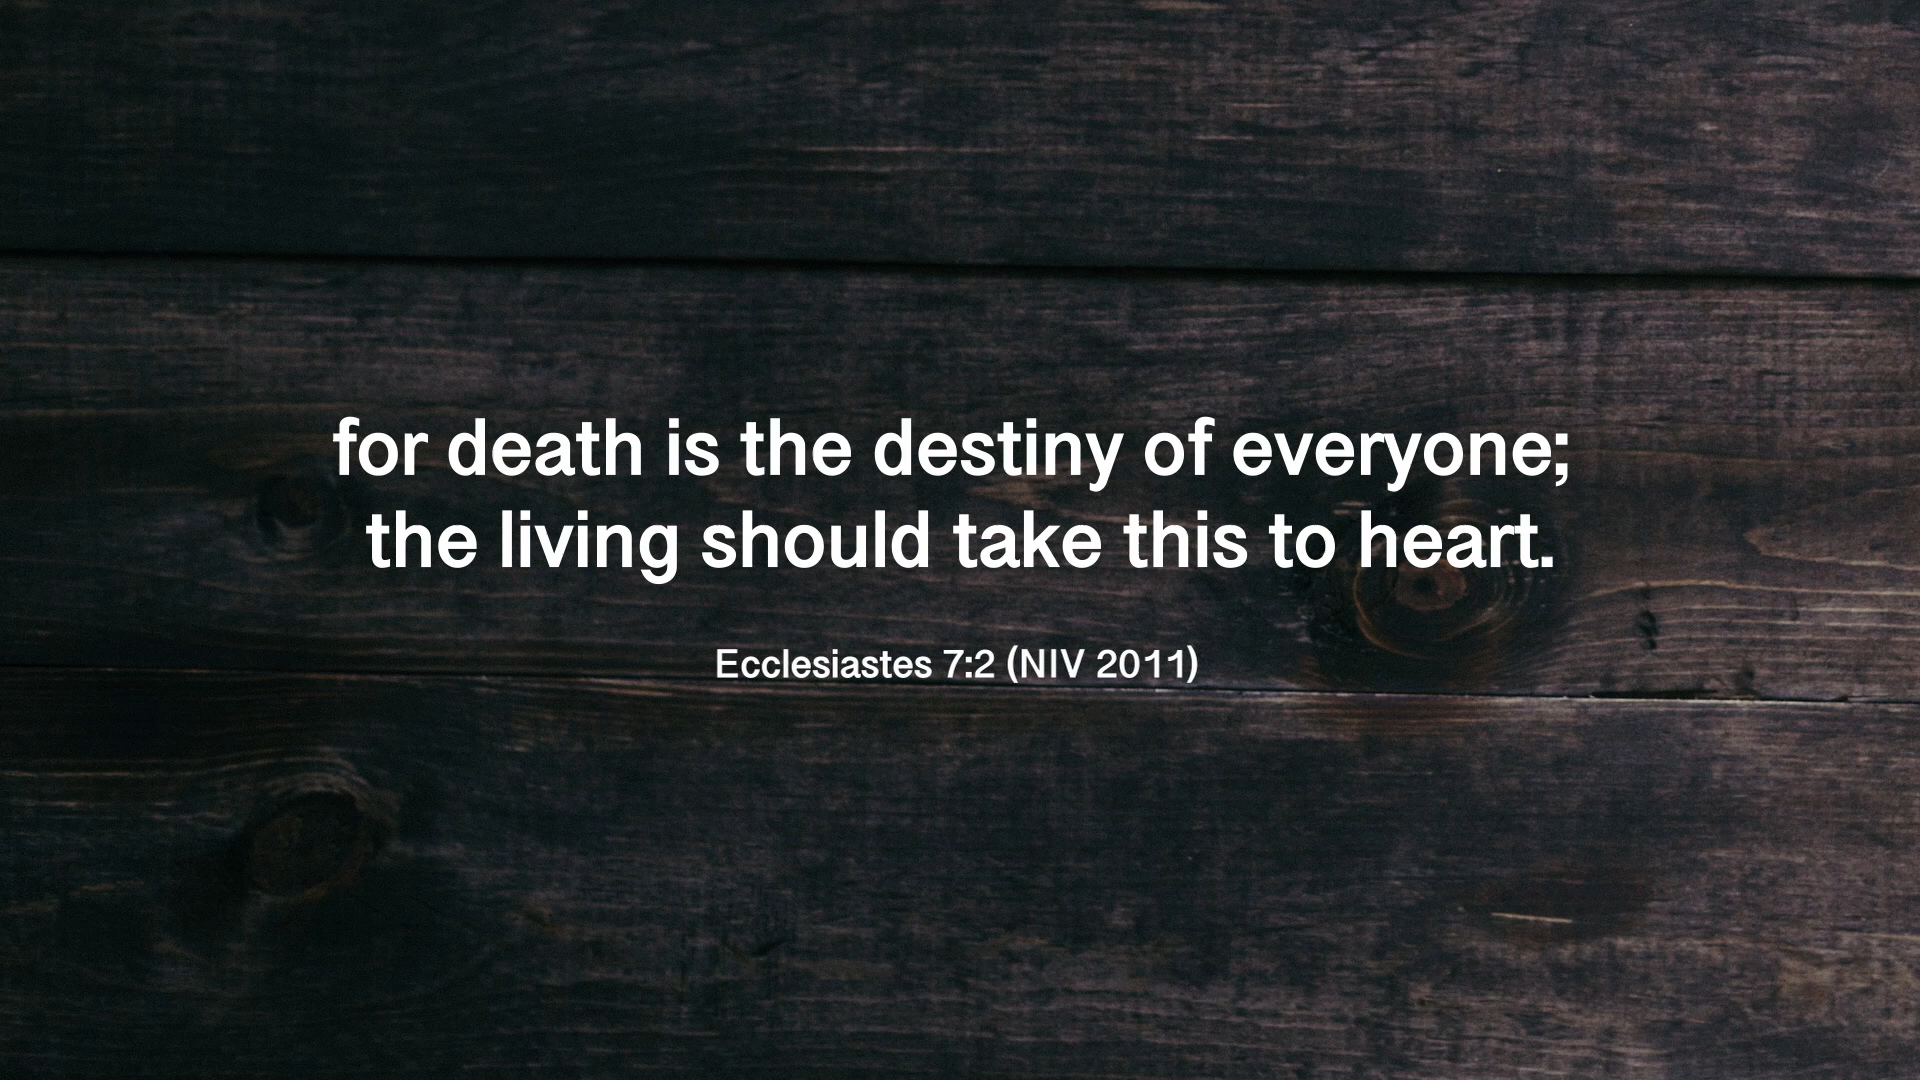 for death is the destiny of everyone;
the living should take this to heart.
Ecclesiastes 7:2 (NIV 2011)